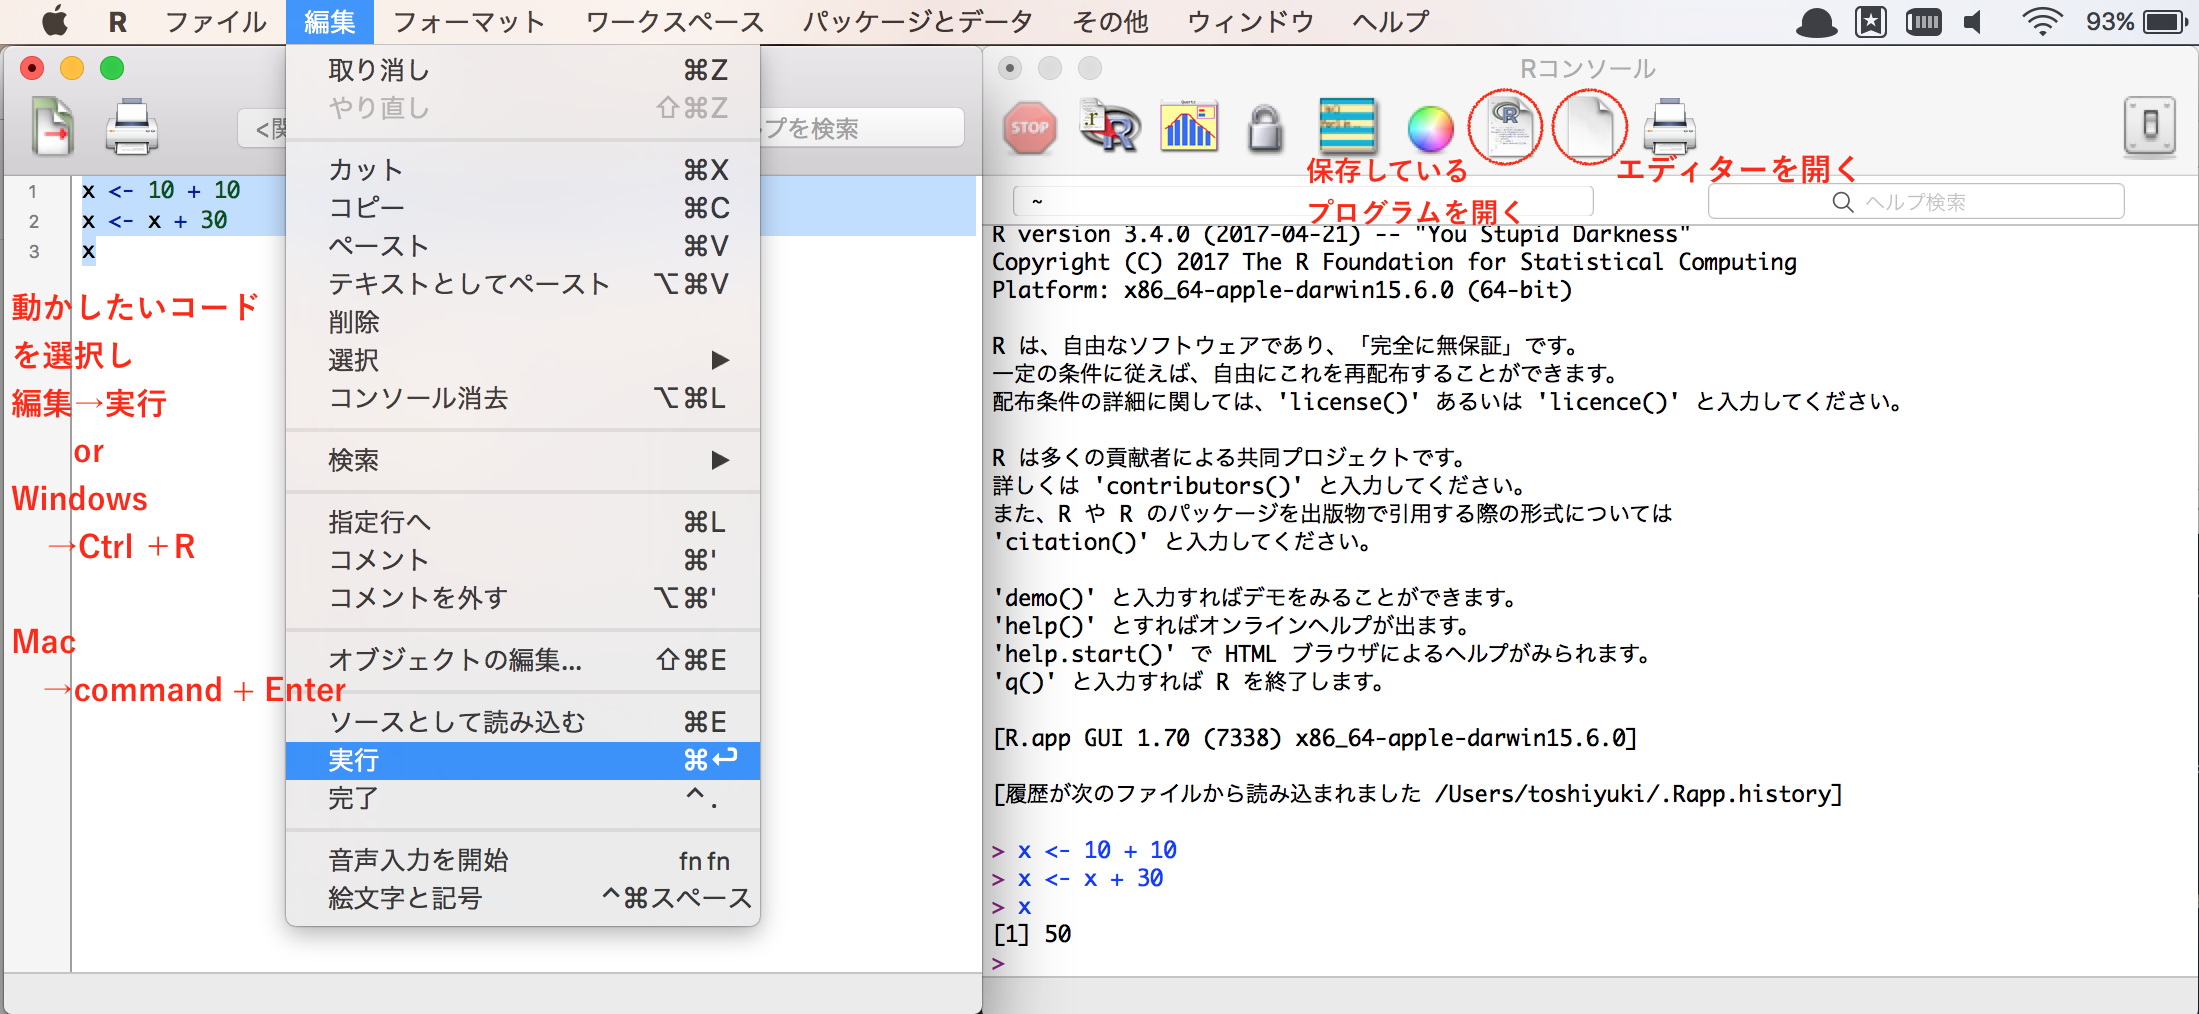 R ファイル 編集 フォーマット ワークスペース パッケージとデータ その他 ウィンドウ ヘルプ 93%
<関
プを検索
1 x <- 10 + 10
2 x <- x + 30
3 x
動かしたいコード
を選択し
編集→実行
or
Windows
→Ctrl +R
Mac
→command + Enter
取り消し ⌘Z
やり直し ⇧⌘Z
カット ⌘X
コピー ⌘C
ペースト ⌘V
テキストとしてペースト ⌥⌘V
削除
選択 ▶
コンソール消去 ⌥⌘L
検索 ▶
指定行へ ⌘L
コメント ⌘'
コメントを外す ⌥⌘'
オブジェクトの編集... ⇧⌘E
ソースとして読み込む ⌘E
実行 ⌘↩
完了 ^ .
音声入力を開始 fn fn
絵文字と記号 ^⌘スペース
Rコンソール
STOP
保存している
プログラムを開く
エディターを開く
~
ヘルプ検索
R version 3.4.0 (2017-04-21) -- "You Stupid Darkness"
Copyright (C) 2017 The R Foundation for Statistical Computing
Platform: x86_64-apple-darwin15.6.0 (64-bit)
R は、自由なソフトウェアであり、「完全に無保証」です。
一定の条件に従えば、自由にこれを再配布することができます。
配布条件の詳細に関しては、'license()' あるいは 'licence()' と入力してください。
R は多くの貢献者による共同プロジェクトです。
詳しくは 'contributors()' と入力してください。
また、R や R のパッケージを出版物で引用する際の形式については
'citation()' と入力してください。
'demo()' と入力すればデモをみることができます。
'help()' とすればオンラインヘルプが出ます。
'help.start()' で HTML ブラウザによるヘルプがみられます。
'q()' と入力すれば R を終了します。
[R.app GUI 1.70 (7338) x86_64-apple-darwin15.6.0]
[履歴が次のファイルから読み込まれました /Users/toshiyuki/.Rapp.history]
> x <- 10 + 10
> x <- x + 30
> x
[1] 50
>